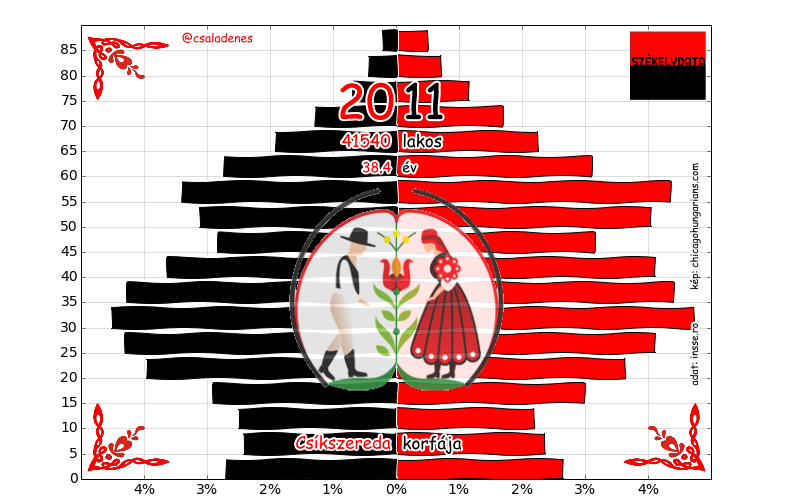 @csaladenes
SZÉKELYDATA
2011
41540 lakos
38.4 év
kép: chicagohungarians.com
adat: insse.ro
Csíkszereda korfája
85
80
75
70
65
60
55
50
45
40
35
30
25
20
15
10
5
0
4% 3% 2% 1% 0% 1% 2% 3% 4%